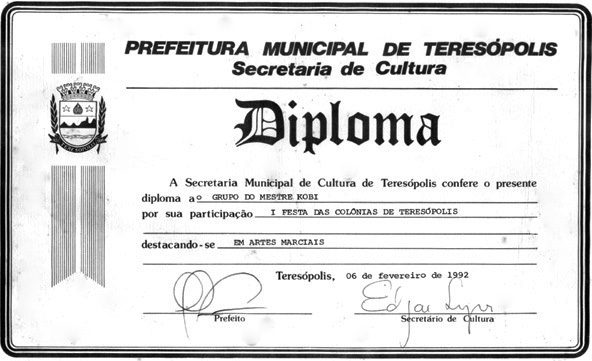 PREFEITURA MUNICIPAL DE TERESÓPOLIS
Secretaria de Cultura
Diploma
A Secretaria Municipal de Cultura de Teresópolis confere o presente
diploma ao GRUPO DO MESTRE KOBI
por sua participação I FESTA DAS COLÔNIAS DE TERESÓPOLIS
destacando-se EM ARTES MARCIAIS
Teresópolis, 06 de fevereiro de 1992
Prefeito
Secretário de Cultura